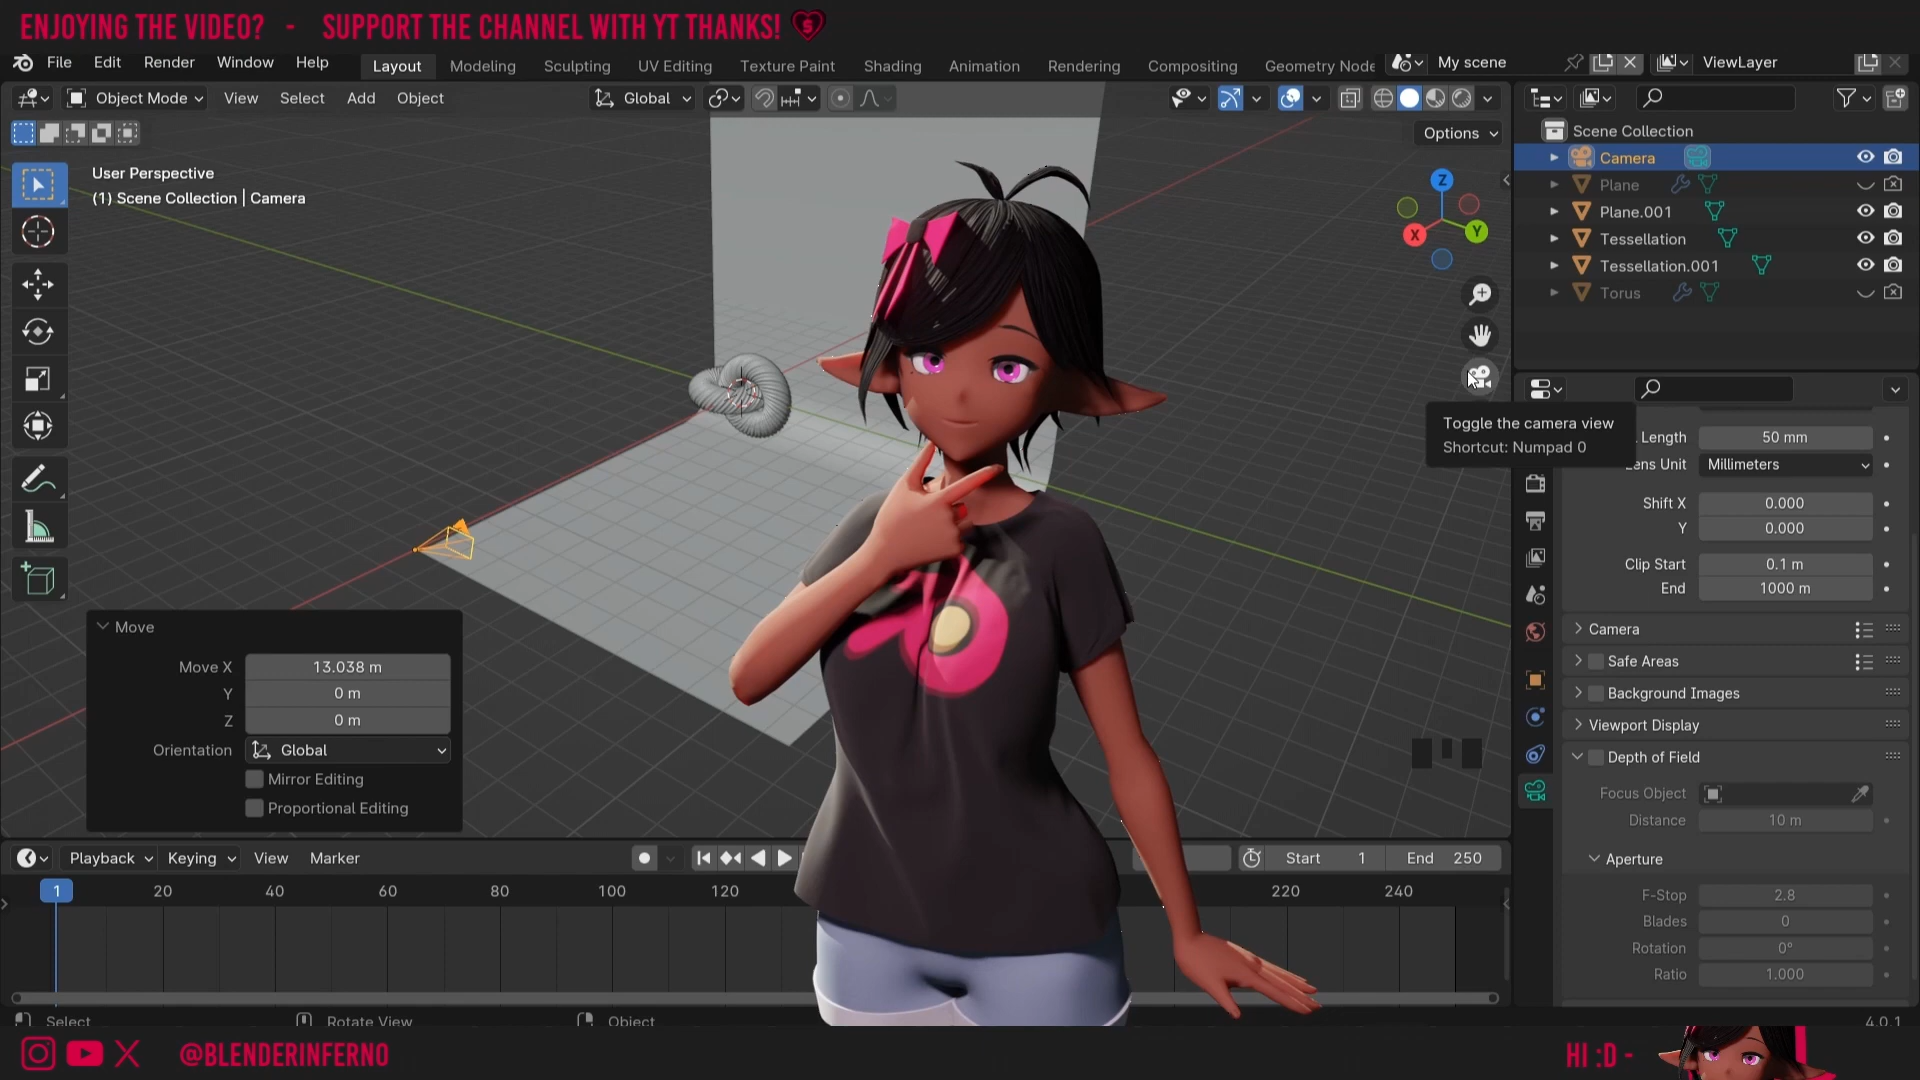 ENJOYING THE VIDEO? - SUPPORT THE CHANNEL WITH YT THANKS!
File Edit Render Window Help Layout Modeling Sculpting UV Editing Texture Paint Shading Animation Rendering Compositing Geometry Node My scene ViewLayer
Object Mode View Select Add Object Global
Options
User Perspective
(1) Scene Collection | Camera
Z
X
Y
Scene Collection
Camera
Plane
Plane.001
Tessellation
Tessellation.001
Torus
Toggle the camera view
Shortcut: Numpad 0
Length 50 mm
Lens Unit Millimeters
Shift X 0.000
Y 0.000
Clip Start 0.1 m
End 1000 m
Camera
Safe Areas
Background Images
Viewport Display
Depth of Field
Focus Object
Distance 10 m
Aperture
F-Stop 2.8
Blades 0
Rotation 0°
Ratio 1.000
Move
Move X 13.038 m
Y 0 m
Z 0 m
Orientation Global
Mirror Editing
Proportional Editing
Playback Keying View Marker Start 1 End 250
1 20 40 60 80 100 120 220 240
Select Rotate View Object 4.0.1
@BLENDERINFERNO
HI :D -